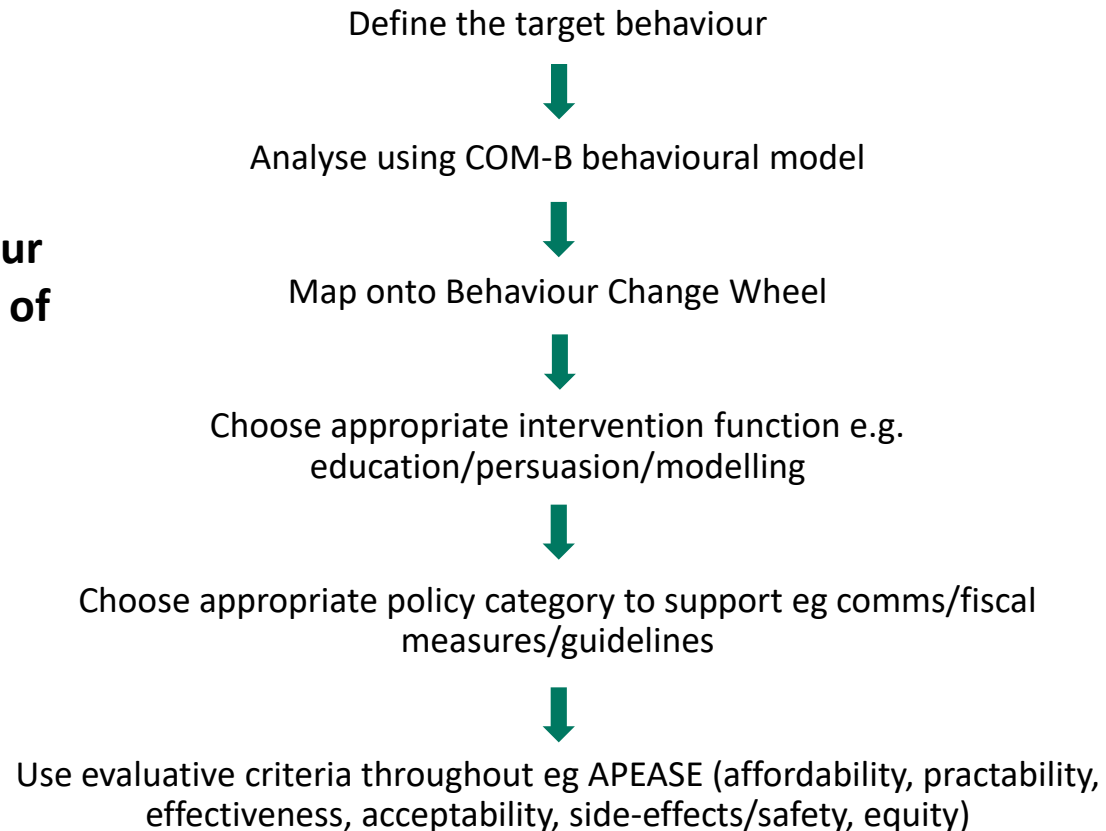 Define the target behaviour
Analyse using COM-B behavioural model
ur
of
Map onto Behaviour Change Wheel
Choose appropriate intervention function e.g.
education/persuasion/modelling
Choose appropriate policy category to support eg comms/fiscal
measures/guidelines
Use evaluative criteria throughout eg APEASE (affordability, practability,
effectiveness, acceptability, side-effects/safety, equity)